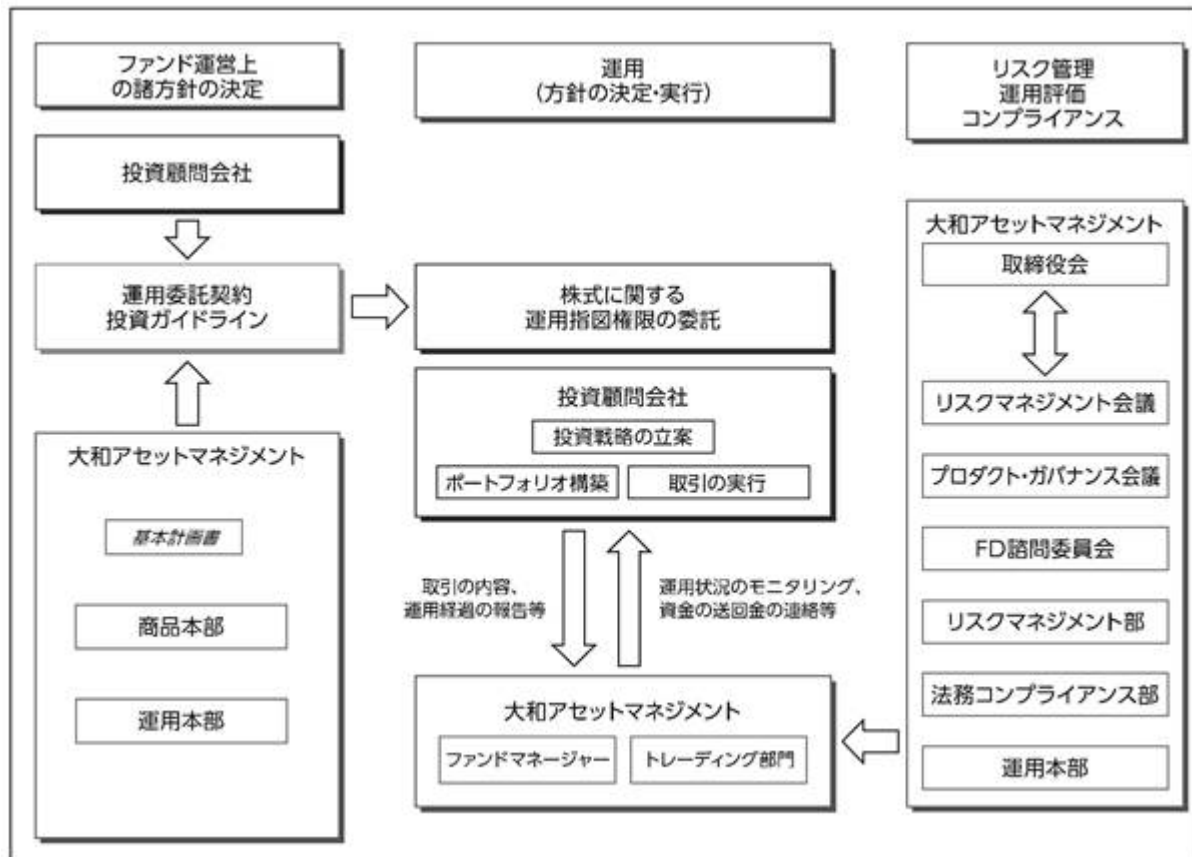 ファンド運営上
の諸方針の決定
運用
(方針の決定・実行)
リスク管理
運用評価
コンプライアンス
投資顧問会社
運用委託契約
投資ガイドライン
株式に関する
運用指図権限の委託
大和アセットマネジメント
基本計画書
商品本部
運用本部
投資顧問会社
投資戦略の立案
ポートフォリオ構築
取引の実行
取引の内容、
運用経過の報告等
運用状況のモニタリング、
資金の送回金の連絡等
大和アセットマネジメント
ファンドマネージャー
トレーディング部門
大和アセットマネジメント
取締役会
リスクマネジメント会議
プロダクト・ガバナンス会議
FD諮問委員会
リスクマネジメント部
法務コンプライアンス部
運用本部